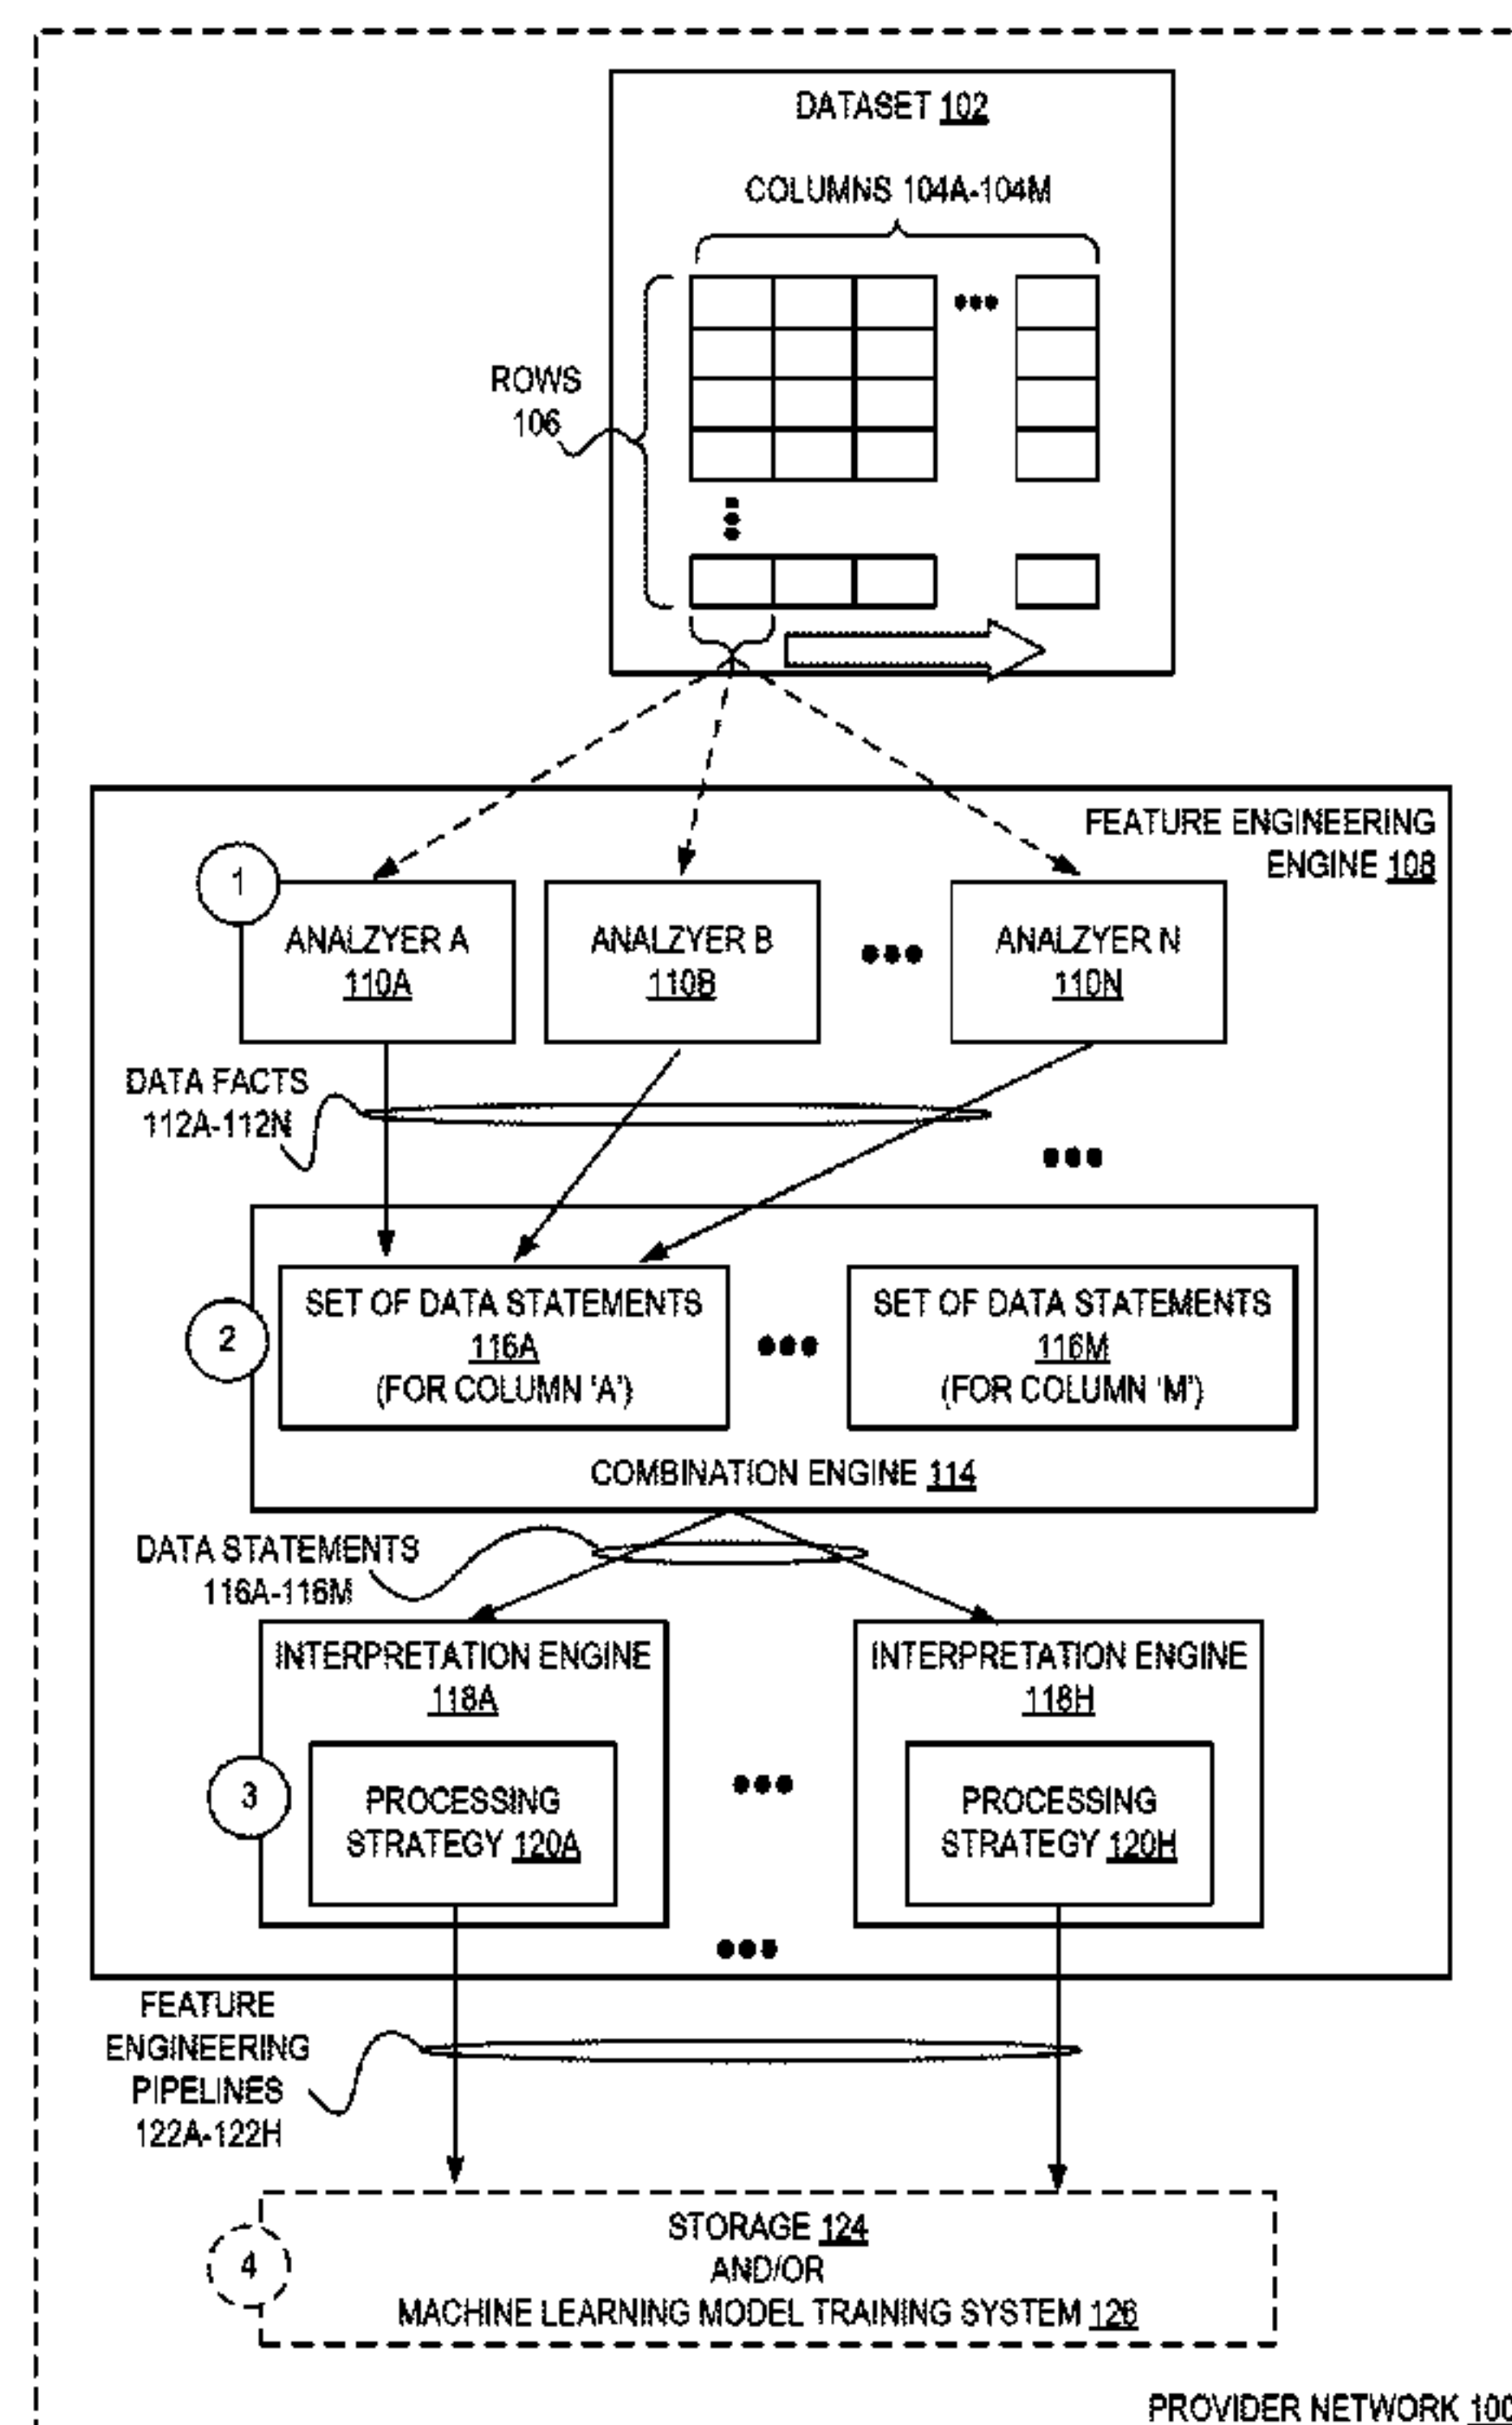 DATASET 102
COLUMNS 104A-104M
ROWS
106
FEATURE ENGINEERING
ENGINE 108
1
ANALZYER A
110A
ANALZYER B
110B
ANALZYER N
110N
DATA FACTS
112A-112N
2
SET OF DATA STATEMENTS
116A
(FOR COLUMN 'A')
SET OF DATA STATEMENTS
116M
(FOR COLUMN 'M')
COMBINATION ENGINE 114
DATA STATEMENTS
116A-116M
INTERPRETATION ENGINE
118A
INTERPRETATION ENGINE
118H
3
PROCESSING
STRATEGY 120A
PROCESSING
STRATEGY 120H
FEATURE
ENGINEERING
PIPELINES
122A-122H
4
STORAGE 124
AND/OR
MACHINE LEARNING MODEL TRAINING SYSTEM 126
PROVIDER NETWORK 100